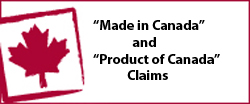 “Made in Canada”
and
“Product of Canada”
Claims